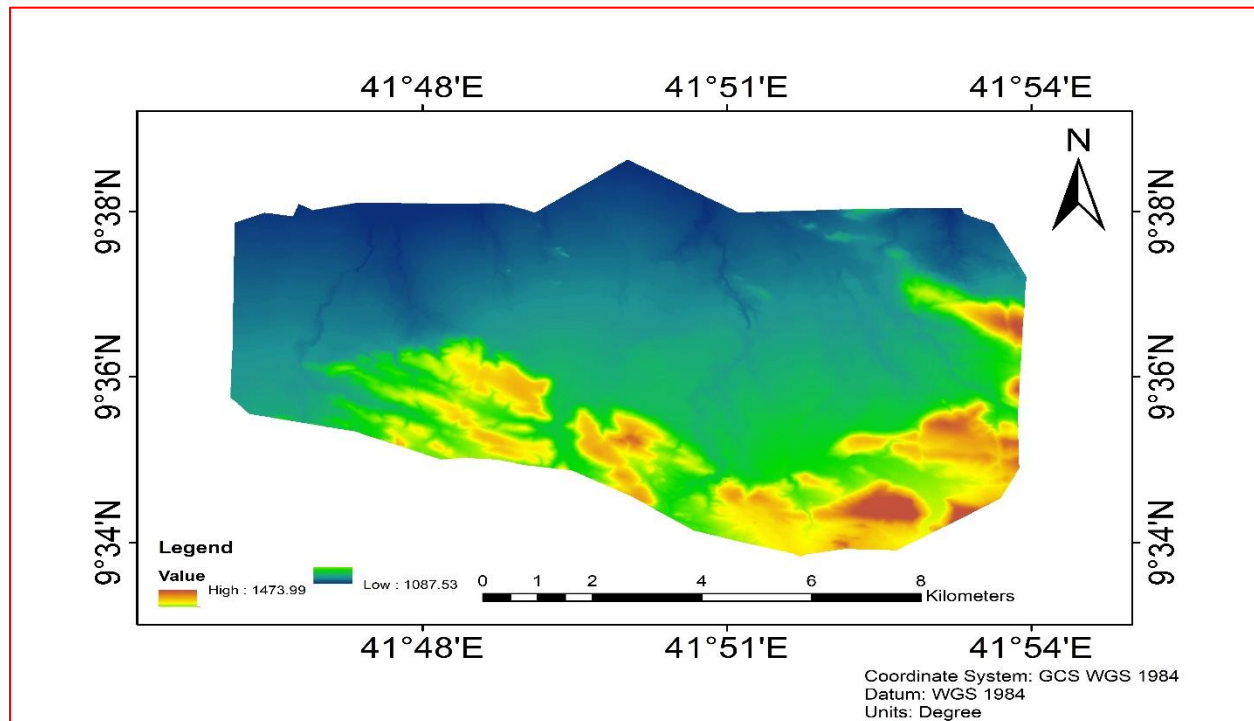 41°48'E 41°51'E 41°54'E
N
9°38'N 9°38'N
9°36'N 9°36'N
9°34'N 9°34'N
Legend
Value
High : 1473.99 Low : 1087.53
0 1 2 4 6 8
Kilometers
41°48'E 41°51'E 41°54'E
Coordinate System: GCS WGS 1984
Datum: WGS 1984
Units: Degree